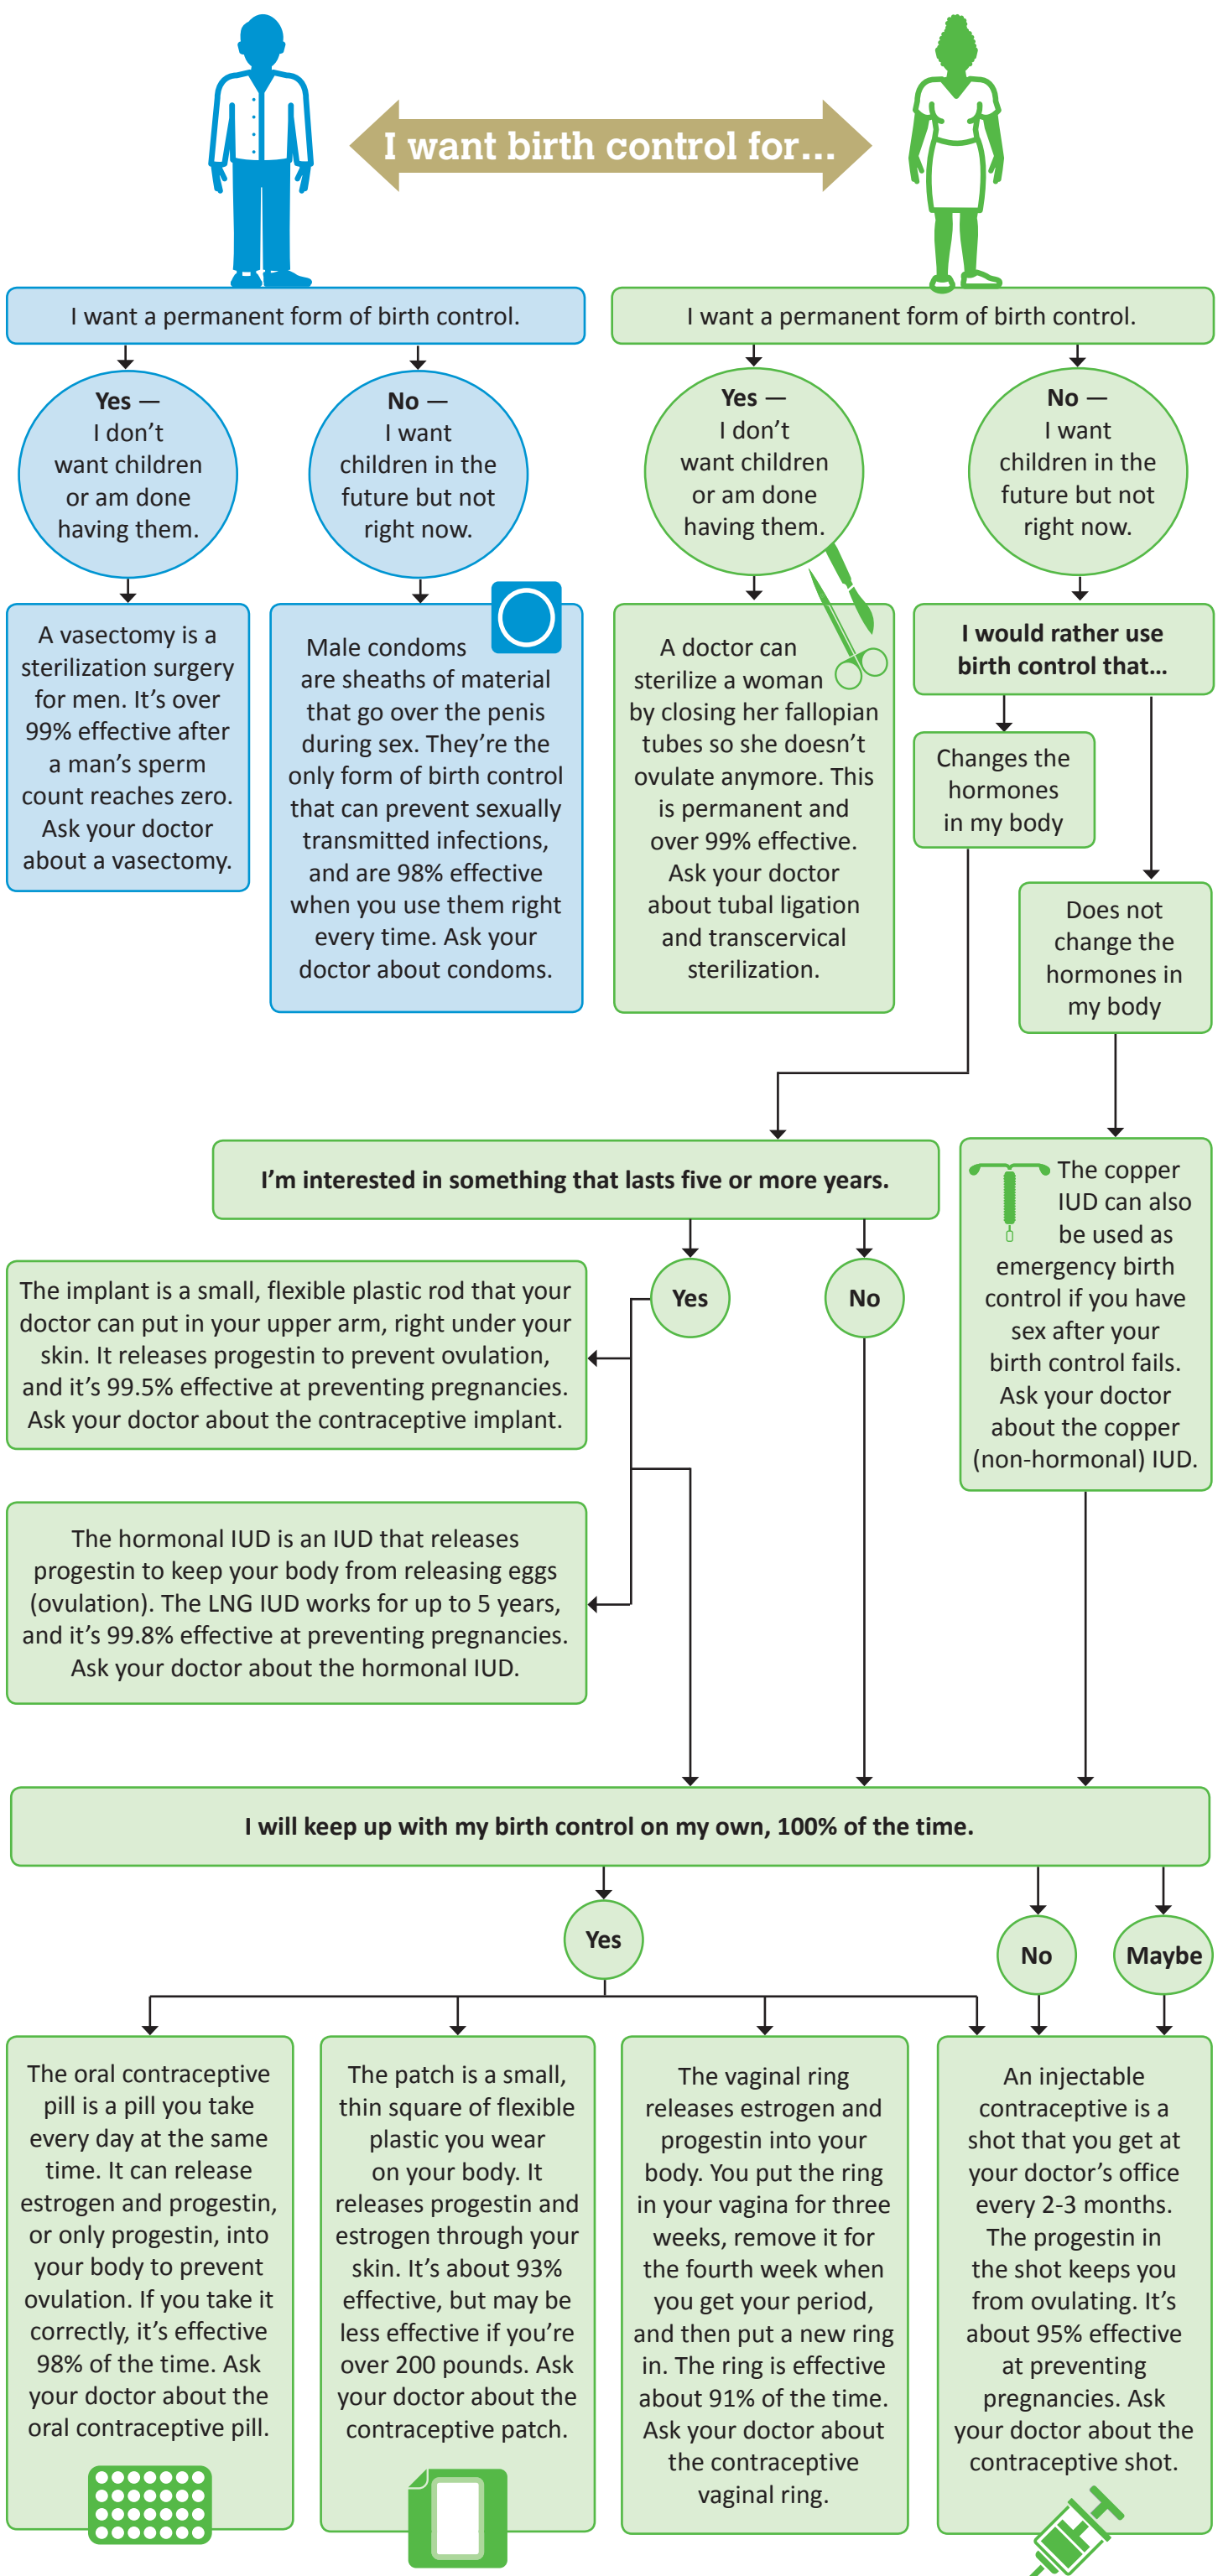 I want birth control for...
I want a permanent form of birth control.
Yes —
I don't
want children
or am done
having them.
No —
I want
children in the
future but not
right now.
A vasectomy is a
sterilization surgery
for men. It's over
99% effective after
a man's sperm
count reaches zero.
Ask your doctor
about a vasectomy.
Male condoms
are sheaths of material
that go over the penis
during sex. They're the
only form of birth control
that can prevent sexually
transmitted infections,
and are 98% effective
when you use them right
every time. Ask your
doctor about condoms.
I want a permanent form of birth control.
Yes —
I don't
want children
or am done
having them.
No —
I want
children in the
future but not
right now.
A doctor can
sterilize a woman
by closing her fallopian
tubes so she doesn't
ovulate anymore. This
is permanent and
over 99% effective.
Ask your doctor
about tubal ligation
and transcervical
sterilization.
I would rather use
birth control that...
Changes the
hormones
in my body
Does not
change the
hormones in
my body
I'm interested in something that lasts five or more years.
Yes
No
The implant is a small, flexible plastic rod that your
doctor can put in your upper arm, right under your
skin. It releases progestin to prevent ovulation,
and it's 99.5% effective at preventing pregnancies.
Ask your doctor about the contraceptive implant.
The hormonal IUD is an IUD that releases
progestin to keep your body from releasing eggs
(ovulation). The LNG IUD works for up to 5 years,
and it's 99.8% effective at preventing pregnancies.
Ask your doctor about the hormonal IUD.
The copper
IUD can also
be used as
emergency birth
control if you have
sex after your
birth control fails.
Ask your doctor
about the copper
(non-hormonal) IUD.
I will keep up with my birth control on my own, 100% of the time.
Yes
No
Maybe
The oral contraceptive
pill is a pill you take
every day at the same
time. It can release
estrogen and progestin,
or only progestin, into
your body to prevent
ovulation. If you take it
correctly, it's effective
98% of the time. Ask
your doctor about the
oral contraceptive pill.
The patch is a small,
thin square of flexible
plastic you wear
on your body. It
releases progestin and
estrogen through your
skin. It's about 93%
effective, but may be
less effective if you're
over 200 pounds. Ask
your doctor about the
contraceptive patch.
The vaginal ring
releases estrogen and
progestin into your
body. You put the ring
in your vagina for three
weeks, remove it for
the fourth week when
you get your period,
and then put a new ring
in. The ring is effective
about 91% of the time.
Ask your doctor about
the contraceptive
vaginal ring.
An injectable
contraceptive is a
shot that you get at
your doctor's office
every 2-3 months.
The progestin in
the shot keeps you
from ovulating. It's
about 95% effective
at preventing
pregnancies. Ask
your doctor about the
contraceptive shot.